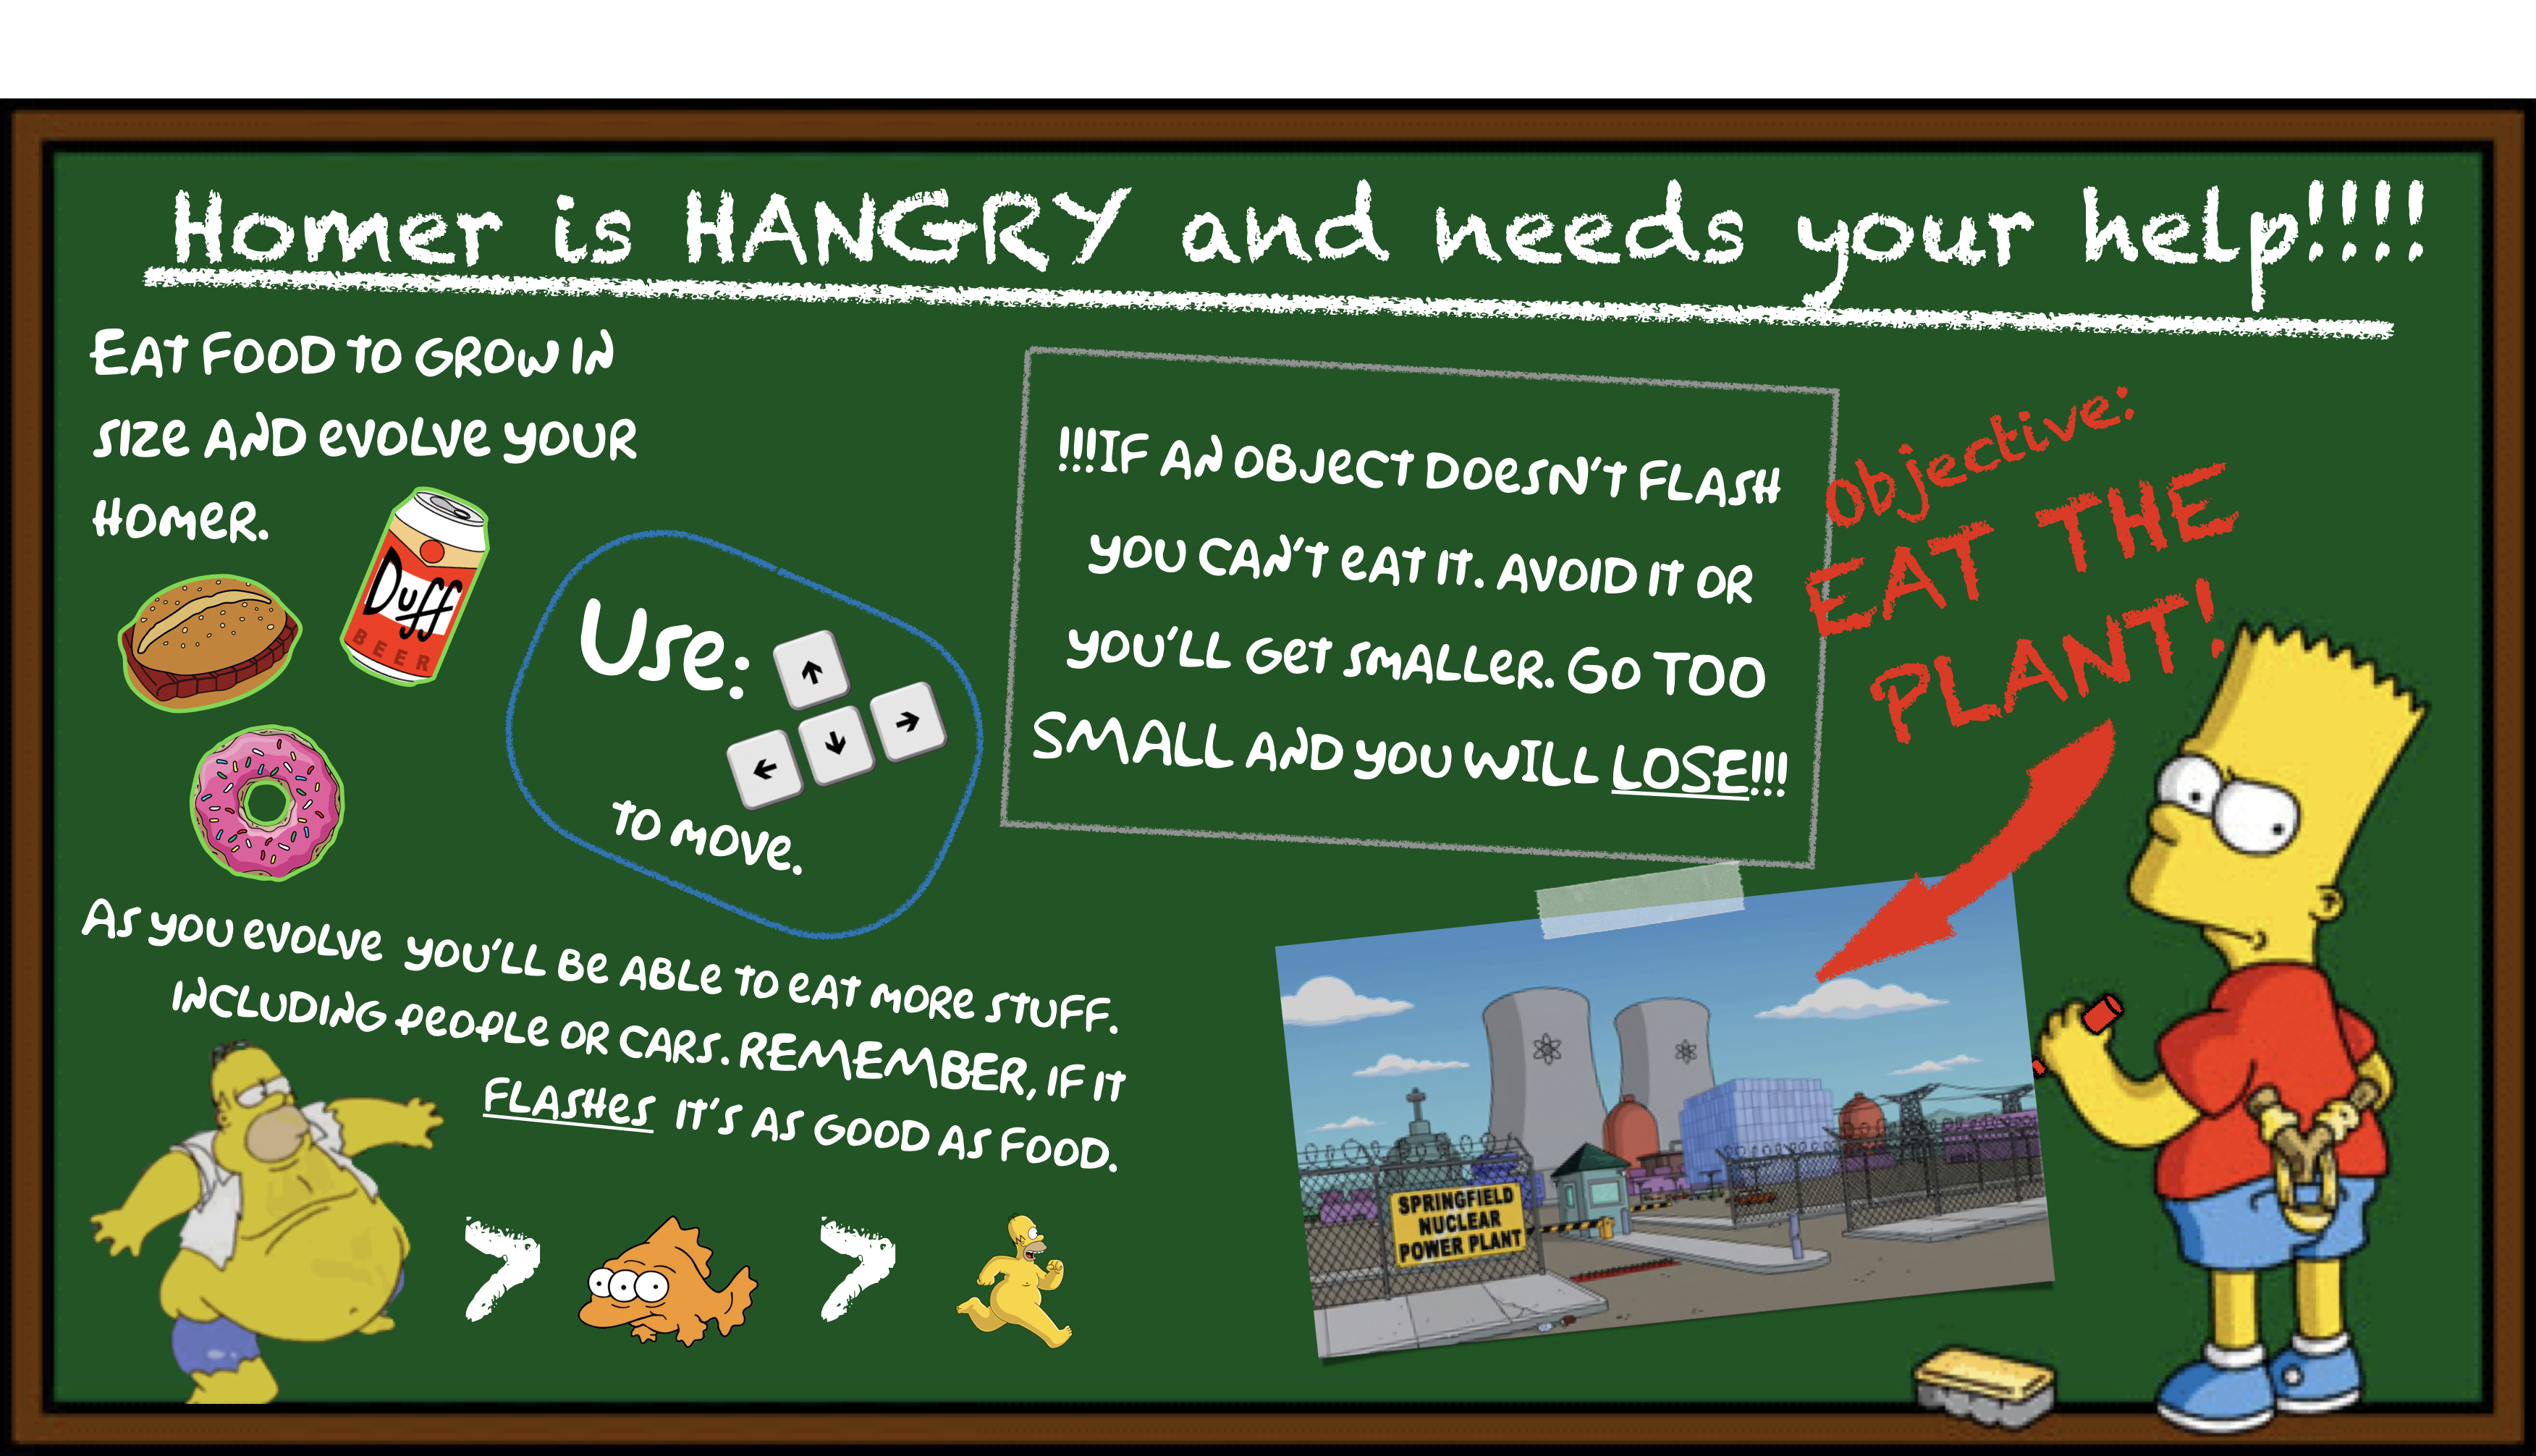 Homer is HANGRY and needs your help!!!!
EAT FOOD TO GROW IN
SIZE AND EVOLVE YOUR
HOMER.
Duff
BEER
Use:
↑
← ↓ →
TO MOVE.
!!!IF AN OBJECT DOESN'T FLASH
YOU CAN'T EAT IT. AVOID IT OR
YOU'LL GET SMALLER. GO TOO
SMALL AND YOU WILL LOSE!!!
Objective:
EAT THE
PLANT!
AS YOU EVOLVE YOU'LL BE ABLE TO EAT MORE STUFF.
INCLUDING PEOPLE OR CARS. REMEMBER, IF IT
FLASHES IT'S AS GOOD AS FOOD.
> >
SPRINGFIELD
NUCLEAR
POWER PLANT